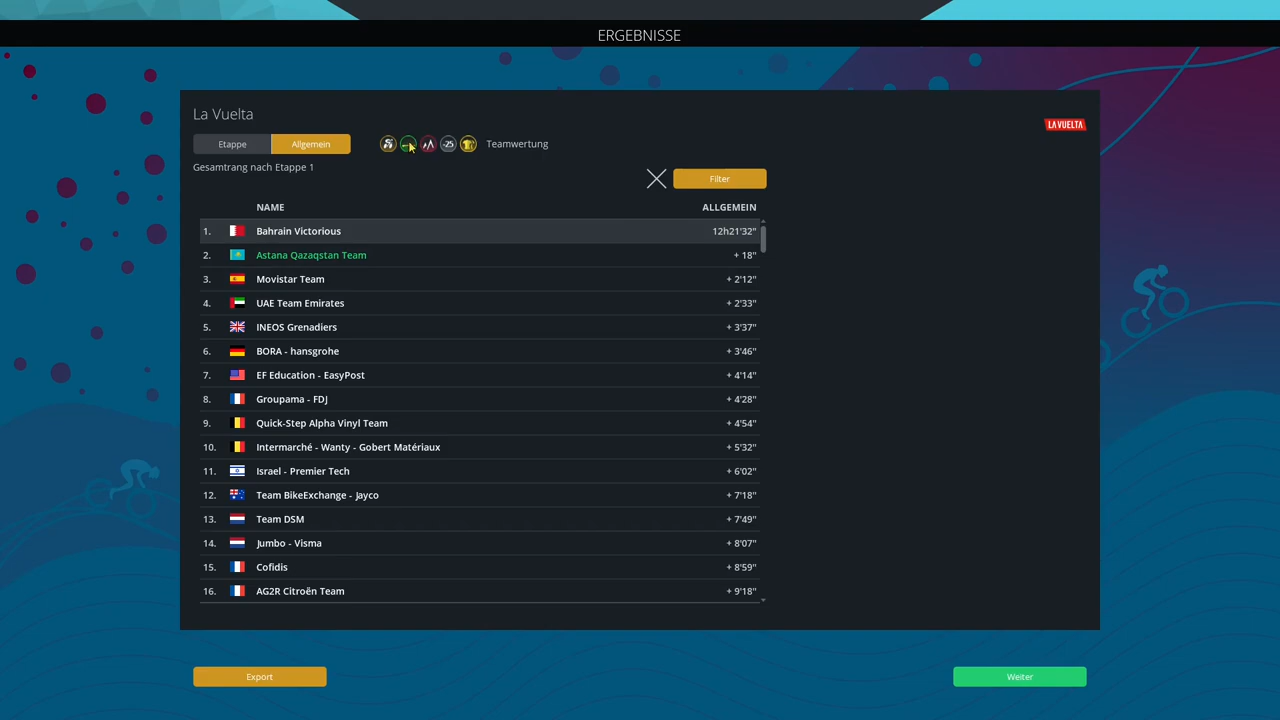 ERGEBNISSE
La Vuelta
LA VUELTA
Etappe Allgemein -25 Teamwertung
Gesamtrang nach Etappe 1
Filter
NAME ALLGEMEIN
1. Bahrain Victorious 12h21'32''
2. Astana Qazaqstan Team + 18''
3. Movistar Team + 2'12''
4. UAE Team Emirates + 2'33''
5. INEOS Grenadiers + 3'37''
6. BORA - hansgrohe + 3'46''
7. EF Education - EasyPost + 4'14''
8. Groupama - FDJ + 4'28''
9. Quick-Step Alpha Vinyl Team + 4'54''
10. Intermarché - Wanty - Gobert Matériaux + 5'32''
11. Israel - Premier Tech + 6'02''
12. Team BikeExchange - Jayco + 7'18''
13. Team DSM + 7'49''
14. Jumbo - Visma + 8'07''
15. Cofidis + 8'59''
16. AG2R Citroën Team + 9'18''
Export Weiter